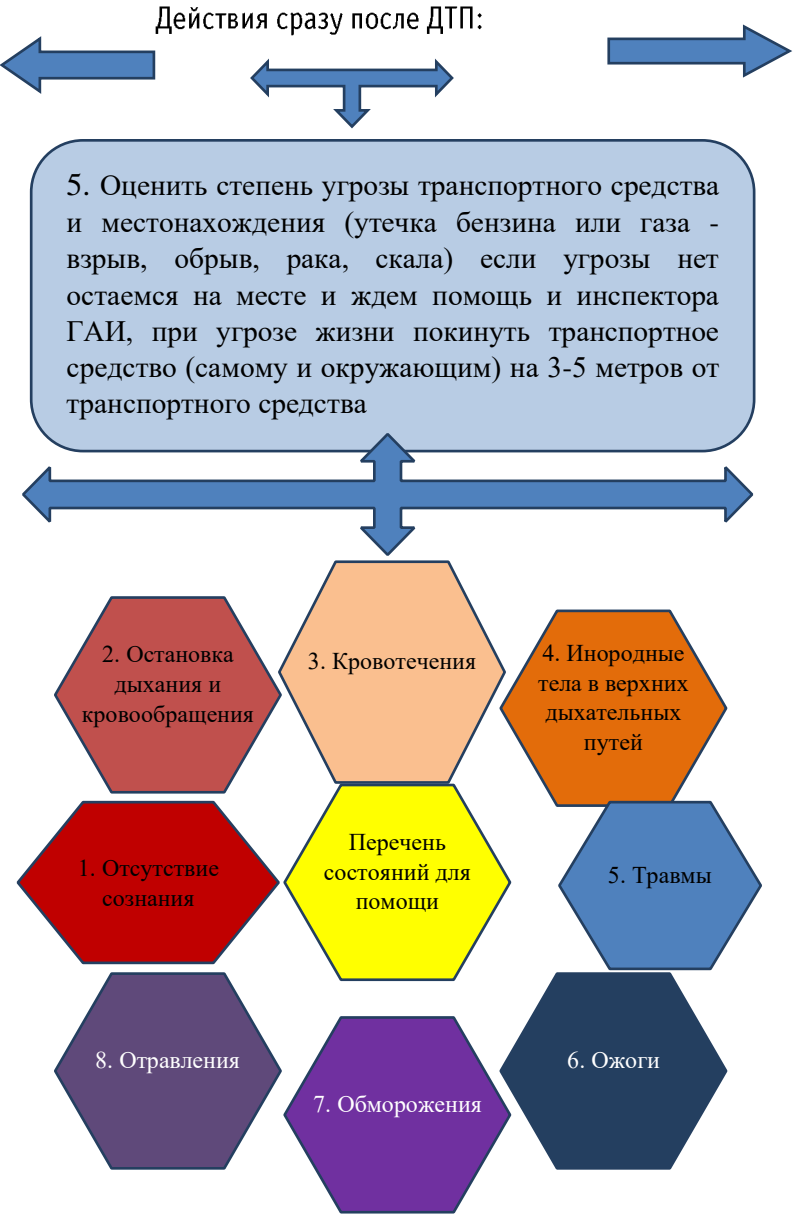 Действия сразу после ДТП:
5. Оценить степень угрозы транспортного средства
и местонахождения (утечка бензина или газа -
взрыв, обрыв, рака, скала) если угрозы нет
остаемся на месте и ждем помощь и инспектора
ГАИ, при угрозе жизни покинуть транспортное
средство (самому и окружающим) на 3-5 метров от
транспортного средства
2. Остановка
дыхания и
кровообращения
3. Кровотечения
4. Инородные
тела в верхних
дыхательных
путей
1. Отсутствие
сознания
Перечень
состояний для
помощи
5. Травмы
8. Отравления
7. Обморожения
6. Ожоги